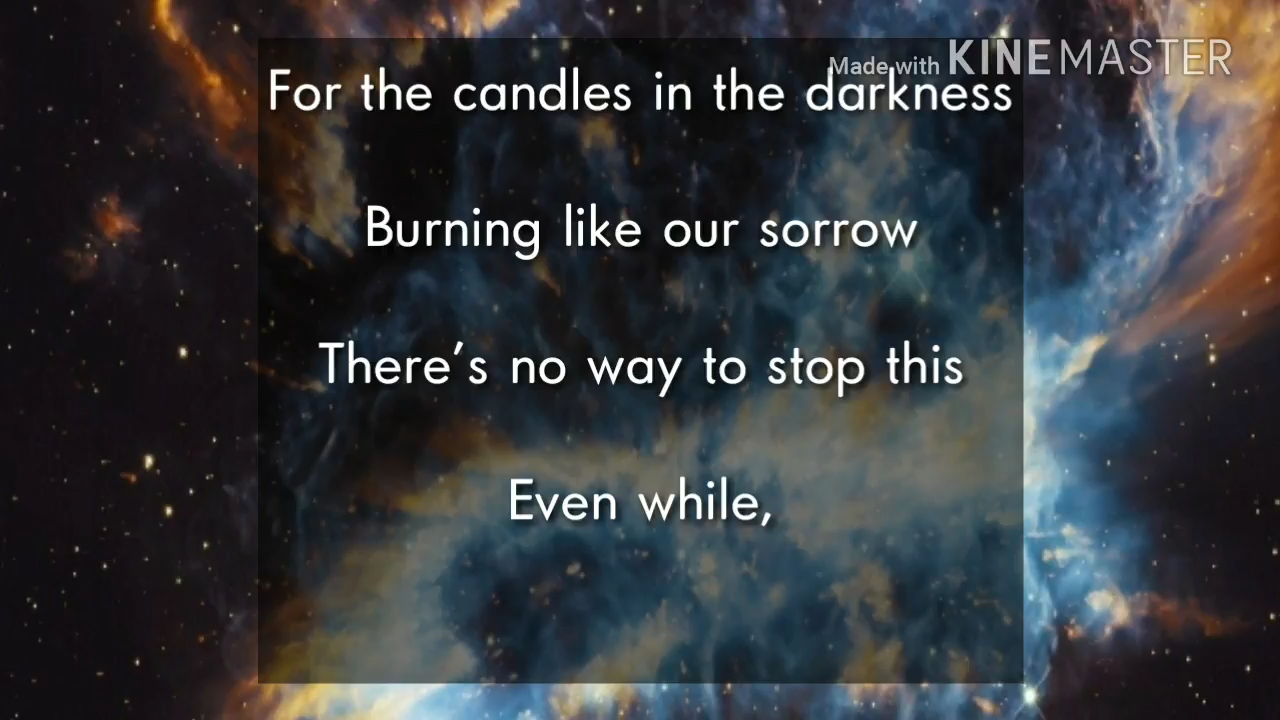 Made with KINEMASTER
For the candles in the darkness
Burning like our sorrow
There’s no way to stop this
Even while,